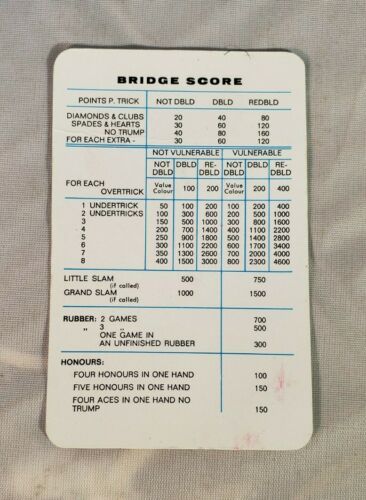 BRIDGE SCORE
POINTS P. TRICK NOT DBLD DBLD REDBLD
DIAMONDS & CLUBS 20 40 80
SPADES & HEARTS 30 60 120
NO TRUMP 40 80 160
FOR EACH EXTRA - 30 60 120
NOT VULNERABLE VULNERABLE
NOT DBLD RE- NOT DBLD RE-
DBLD DBLD DBLD DBLD
FOR EACH Value 100 200 Value 200 400
OVERTRICK Colour Colour
1 UNDERTRICK 50 100 200 100 200 400
2 UNDERTRICKS 100 300 600 200 500 1000
3 150 500 1000 300 800 1600
4 200 700 1400 400 1100 2200
5 250 900 1800 500 1400 2800
6 300 1100 2200 600 1700 3400
7 350 1300 2600 700 2000 4000
8 400 1500 3000 800 2300 4600
LITTLE SLAM 500 750
(if called)
GRAND SLAM 1000 1500
(if called)
RUBBER: 2 GAMES 700
" 3 " 500
ONE GAME IN
AN UNFINISHED RUBBER 300
HONOURS:
FOUR HONOURS IN ONE HAND 100
FIVE HONOURS IN ONE HAND 150
FOUR ACES IN ONE HAND NO
TRUMP 150